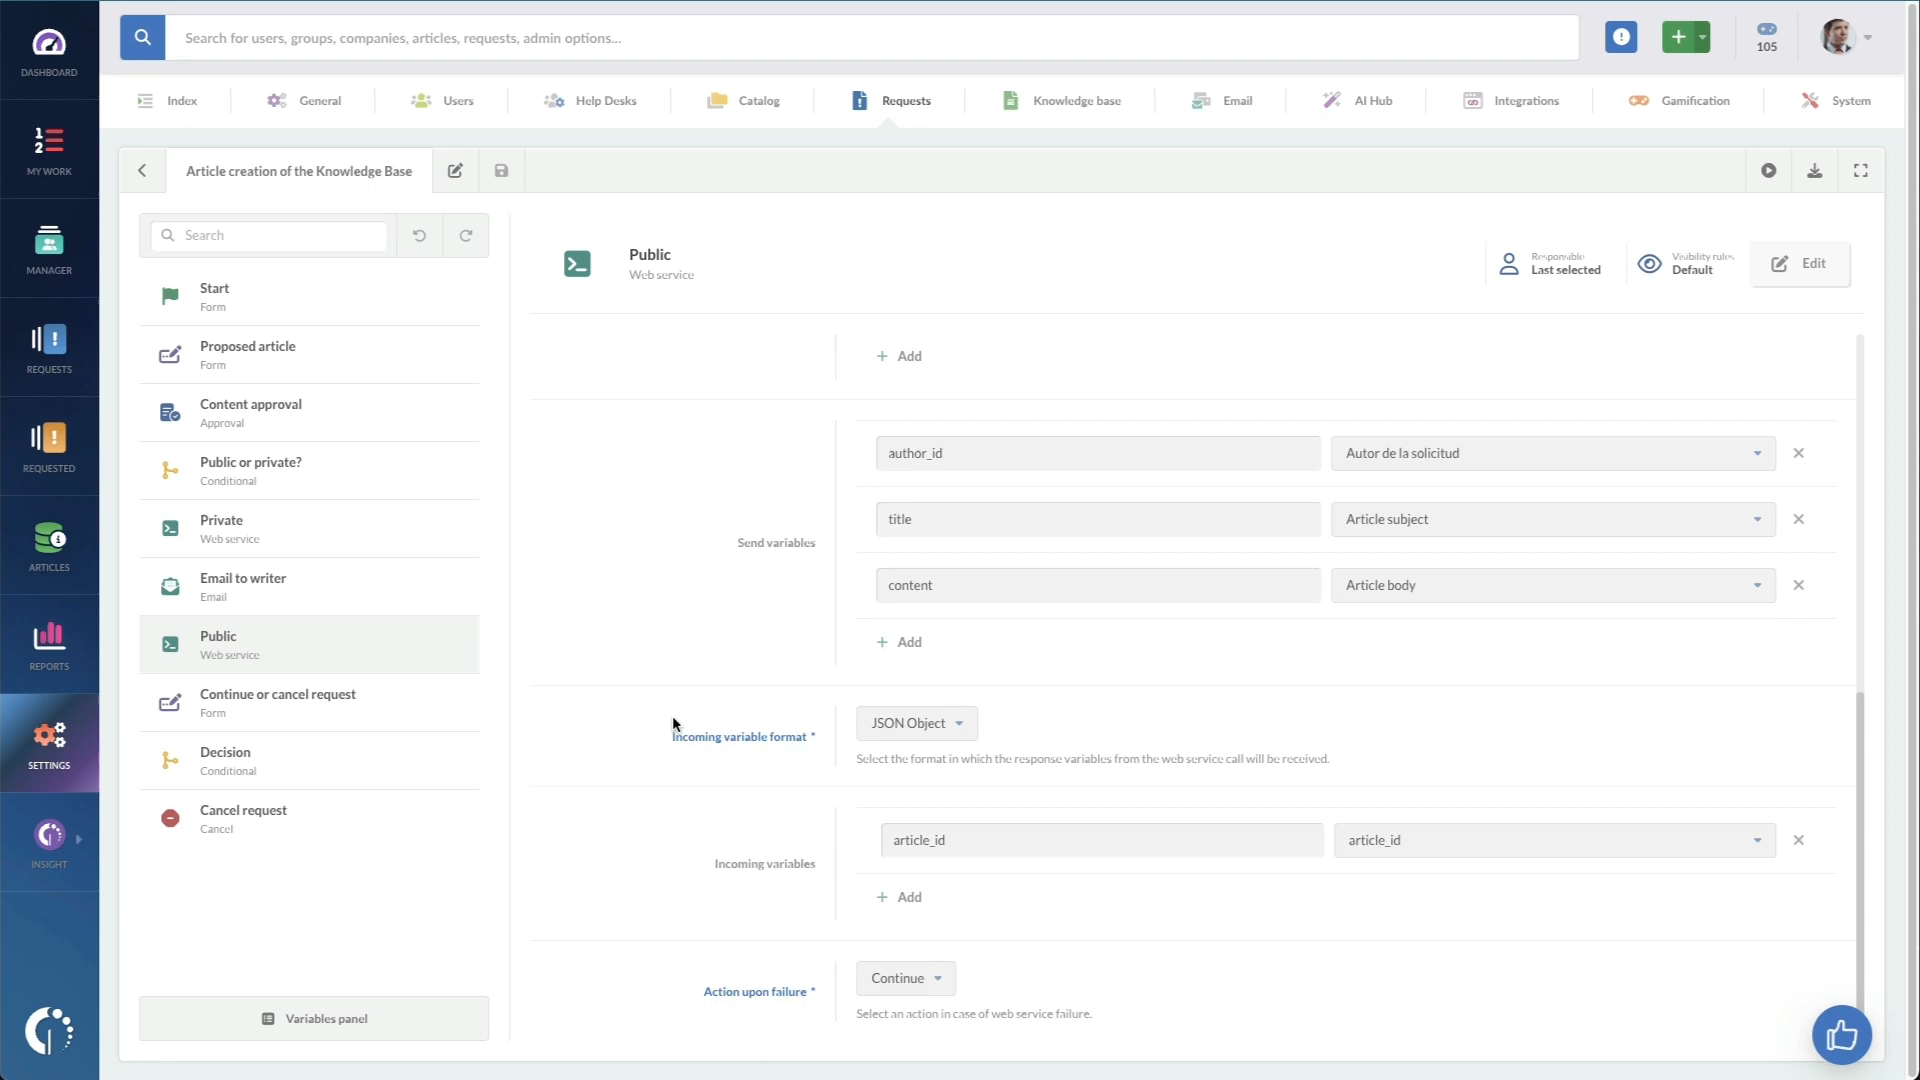 Search for users, groups, companies, articles, requests, admin options...
105
DASHBOARD
MY WORK
MANAGER
REQUESTS
REQUESTED
ARTICLES
REPORTS
SETTINGS
INSIGHT
Index
General
Users
Help Desks
Catalog
Requests
Knowledge base
Email
AI Hub
Integrations
Gamification
System
Article creation of the Knowledge Base
Search
Start
Form
Proposed article
Form
Content approval
Approval
Public or private?
Conditional
Private
Web service
Email to writer
Email
Public
Web service
Continue or cancel request
Form
Decision
Conditional
Cancel request
Cancel
Variables panel
Public
Web service
Responsible
Last selected
Visibility rules
Default
Edit
+ Add
Send variables
author_id
Autor de la solicitud
title
Article subject
content
Article body
+ Add
Incoming variable format *
JSON Object
Select the format in which the response variables from the web service call will be received.
Incoming variables
article_id
article_id
+ Add
Action upon failure *
Continue
Select an action in case of web service failure.